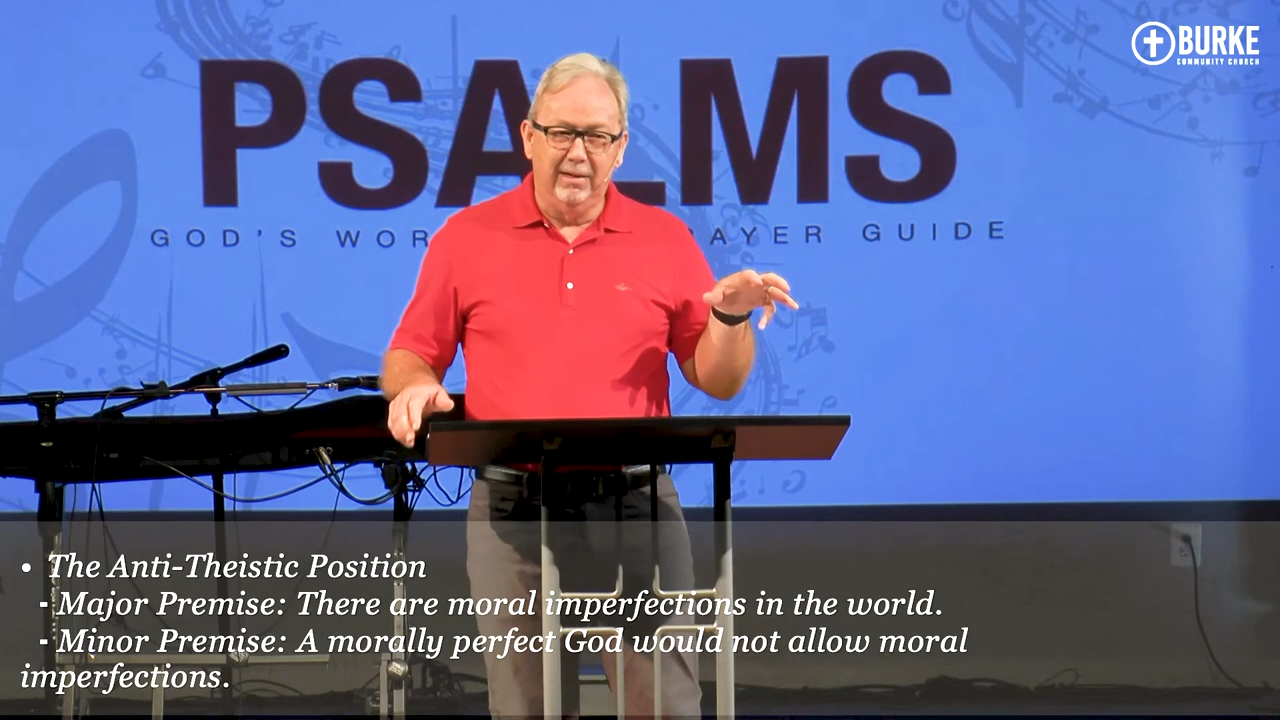 BURKE
COMMUNITY CHURCH
PSALMS
GOD'S WOR AYER GUIDE
• The Anti-Theistic Position
- Major Premise: There are moral imperfections in the world.
- Minor Premise: A morally perfect God would not allow moral
imperfections.